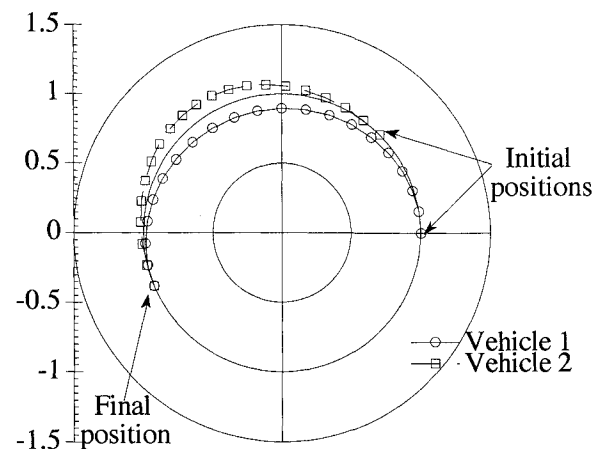 1.5
1
0.5
0
-0.5
-1
-1.5
Initial
positions
Vehicle 1
Vehicle 2
Final
position